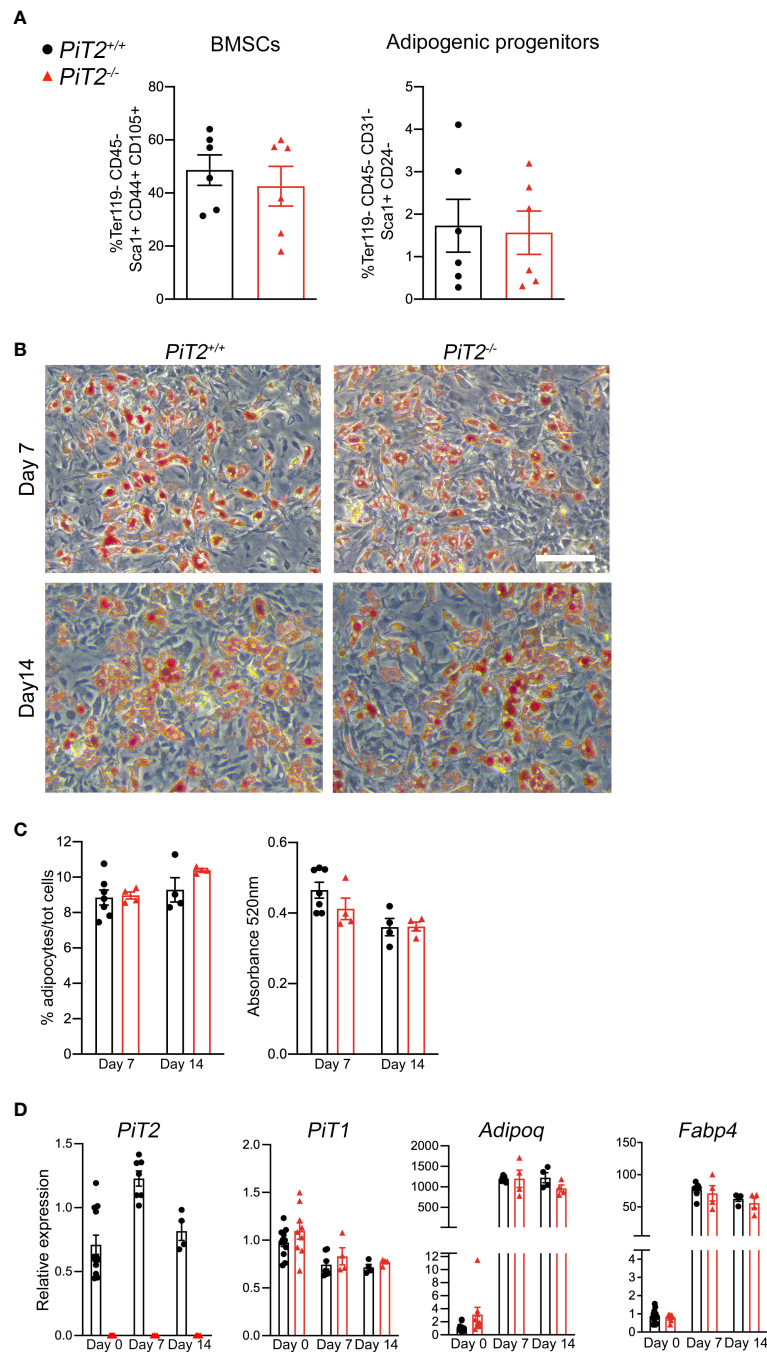 A
PiT2+/+
PiT2-/-
BMSCs
%Ter119- CD45-
Sca1+ CD44+ CD105+
80
60
40
20
0
Adipogenic progenitors
%Ter119- CD45- CD31-
Sca1+ CD24-
5
4
3
2
1
0
B
PiT2+/+
PiT2-/-
Day 7
Day14
C
% adipocytes/tot cells
12
10
8
6
4
2
0
Day 7
Day 14
Absorbance 520nm
0.6
0.4
0.2
0.0
Day 7
Day 14
D
Relative expression
PiT2
1.5
1.0
0.5
0.0
Day 0
Day 7
Day 14
PiT1
2.0
1.5
1.0
0.5
0.0
Day 0
Day 7
Day 14
Adipoq
2000
1500
1000
500
12
10
8
6
4
2
0
Day 0
Day 7
Day 14
Fabp4
150
100
50
4
3
2
1
0
Day 0
Day 7
Day 14